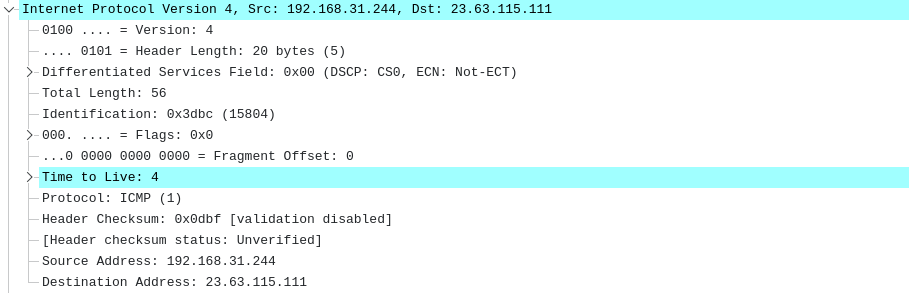 Internet Protocol Version 4, Src: 192.168.31.244, Dst: 23.63.115.111
0100 .... = Version: 4
.... 0101 = Header Length: 20 bytes (5)
Differentiated Services Field: 0x00 (DSCP: CS0, ECN: Not-ECT)
Total Length: 56
Identification: 0x3dbc (15804)
000. .... = Flags: 0x0
...0 0000 0000 0000 = Fragment Offset: 0
Time to Live: 4
Protocol: ICMP (1)
Header Checksum: 0x0dbf [validation disabled]
[Header checksum status: Unverified]
Source Address: 192.168.31.244
Destination Address: 23.63.115.111